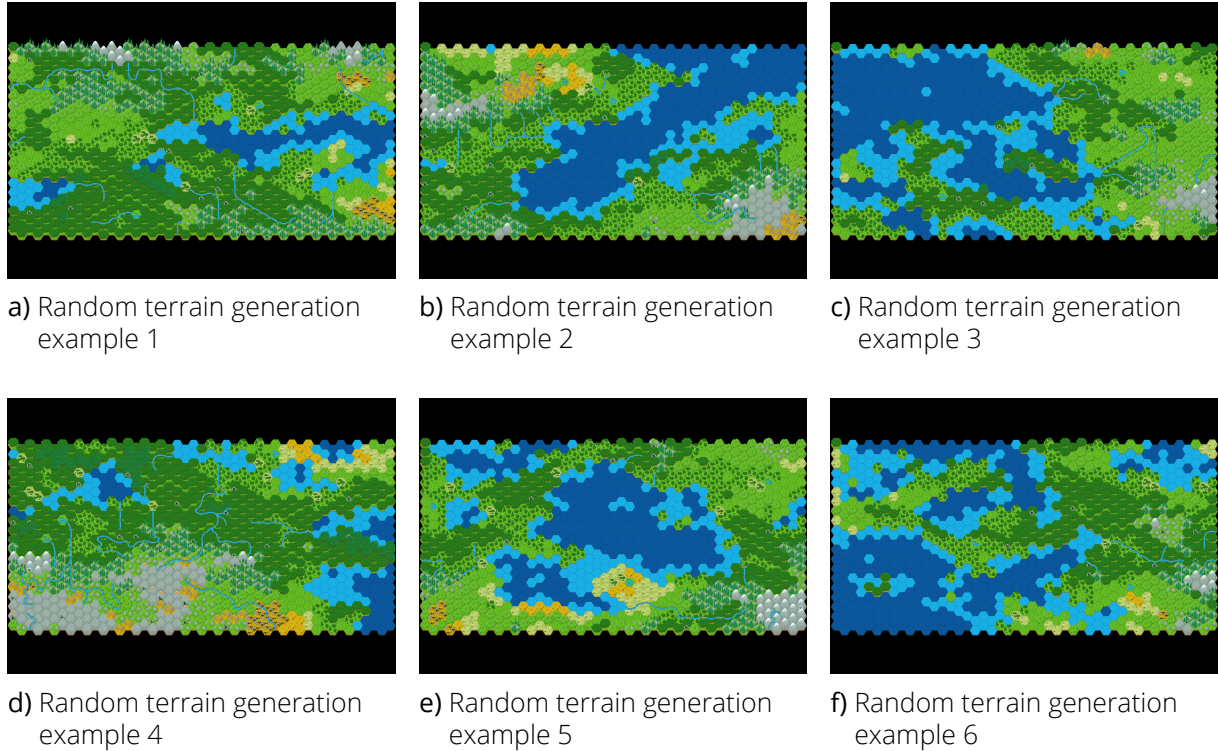 a) Random terrain generation
example 1
b) Random terrain generation
example 2
c) Random terrain generation
example 3
d) Random terrain generation
example 4
e) Random terrain generation
example 5
f) Random terrain generation
example 6